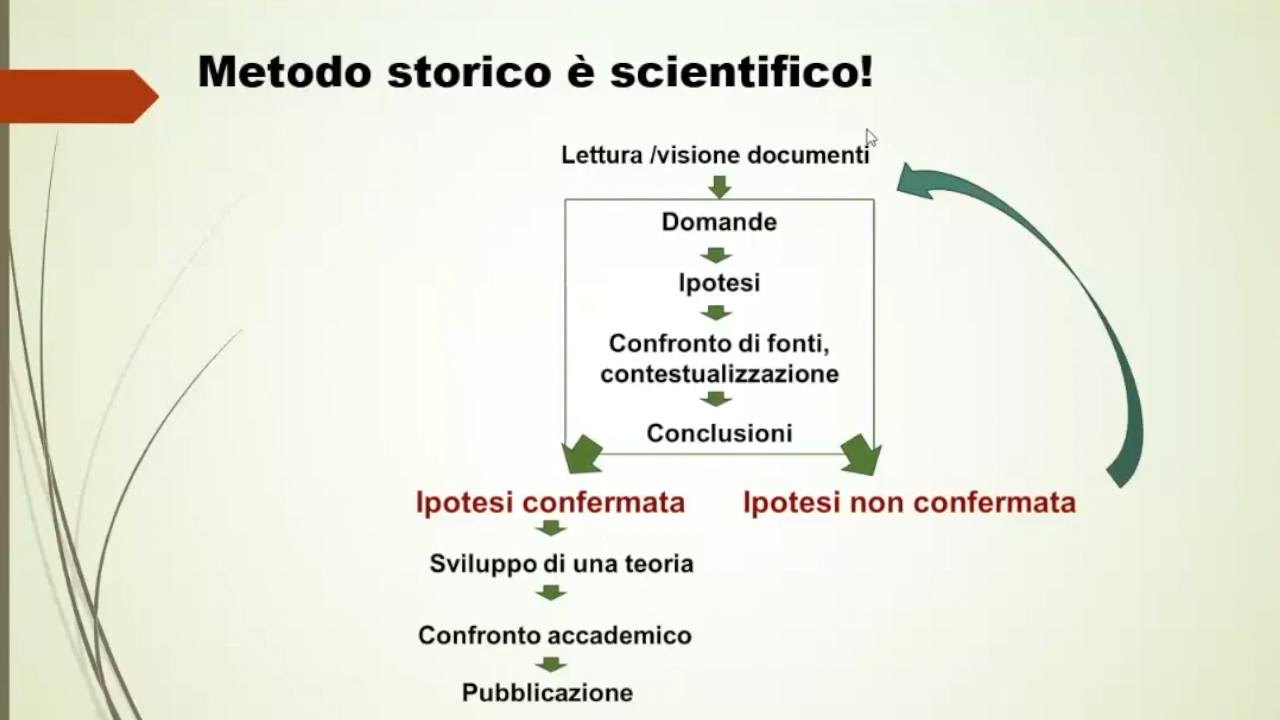 Metodo storico è scientifico!
Lettura /visione documenti
Domande
Ipotesi
Confronto di fonti,
contestualizzazione
Conclusioni
Ipotesi confermata
Ipotesi non confermata
Sviluppo di una teoria
Confronto accademico
Pubblicazione